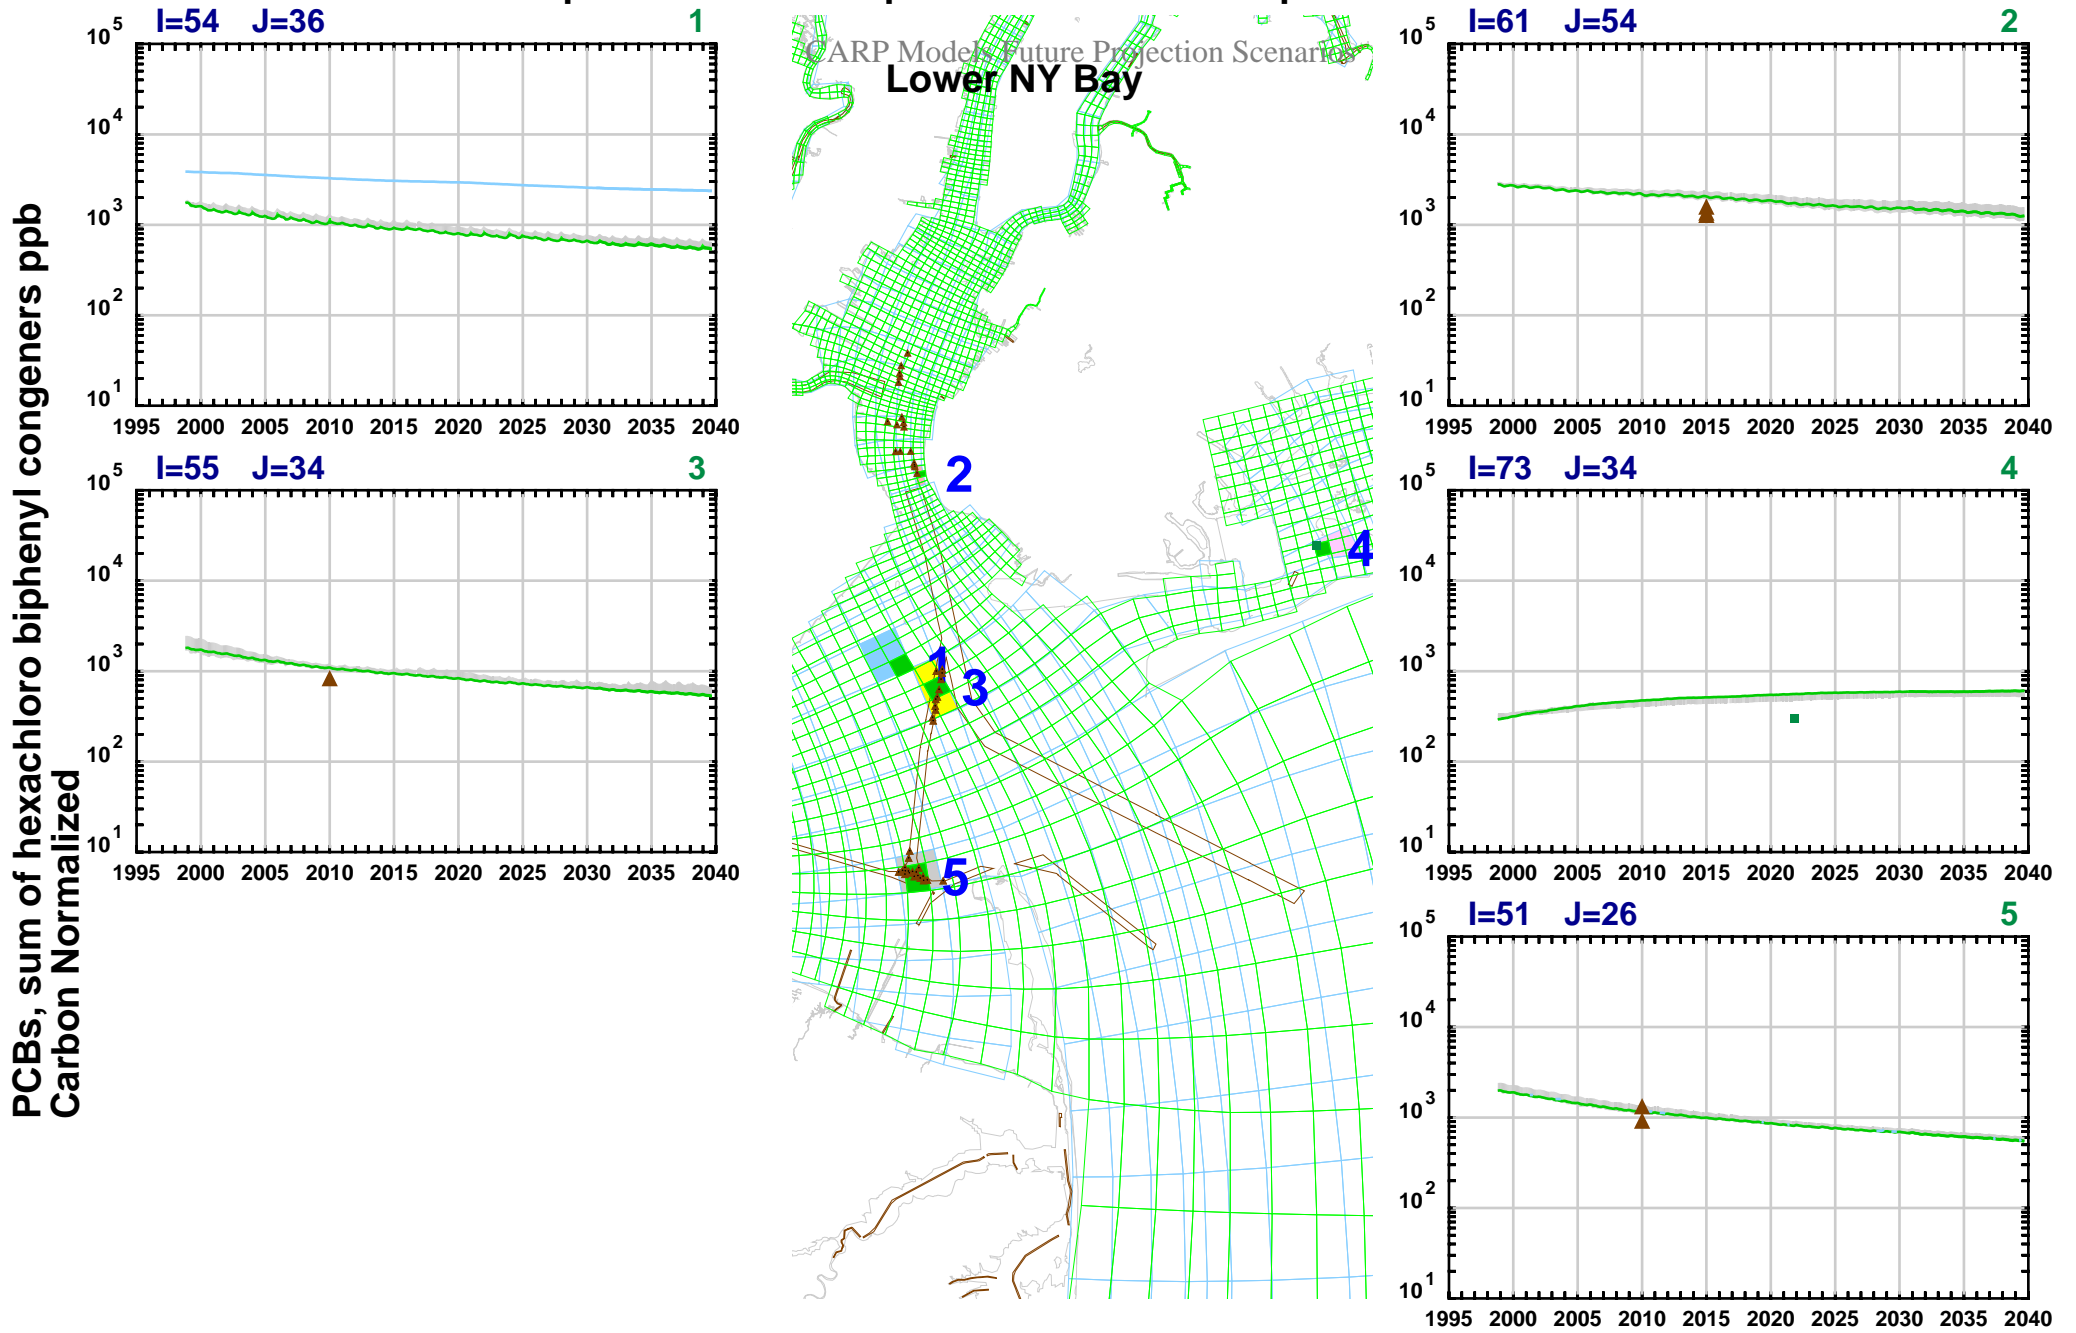 I=54 J=36 1
10^5
10^4
10^3
10^2
10^1
1995 2000 2005 2010 2015 2020 2025 2030 2035 2040
I=55 J=34 3
10^5
10^4
10^3
10^2
10^1
1995 2000 2005 2010 2015 2020 2025 2030 2035 2040
PCBs, sum of hexachloro biphenyl congeners ppb
Carbon Normalized
CARP Models Future Projection Scenarios
Lower NY Bay
2
4
1
3
5
I=61 J=54 2
10^5
10^4
10^3
10^2
10^1
1995 2000 2005 2010 2015 2020 2025 2030 2035 2040
I=73 J=34 4
10^5
10^4
10^3
10^2
10^1
1995 2000 2005 2010 2015 2020 2025 2030 2035 2040
I=51 J=26 5
10^5
10^4
10^3
10^2
10^1
1995 2000 2005 2010 2015 2020 2025 2030 2035 2040